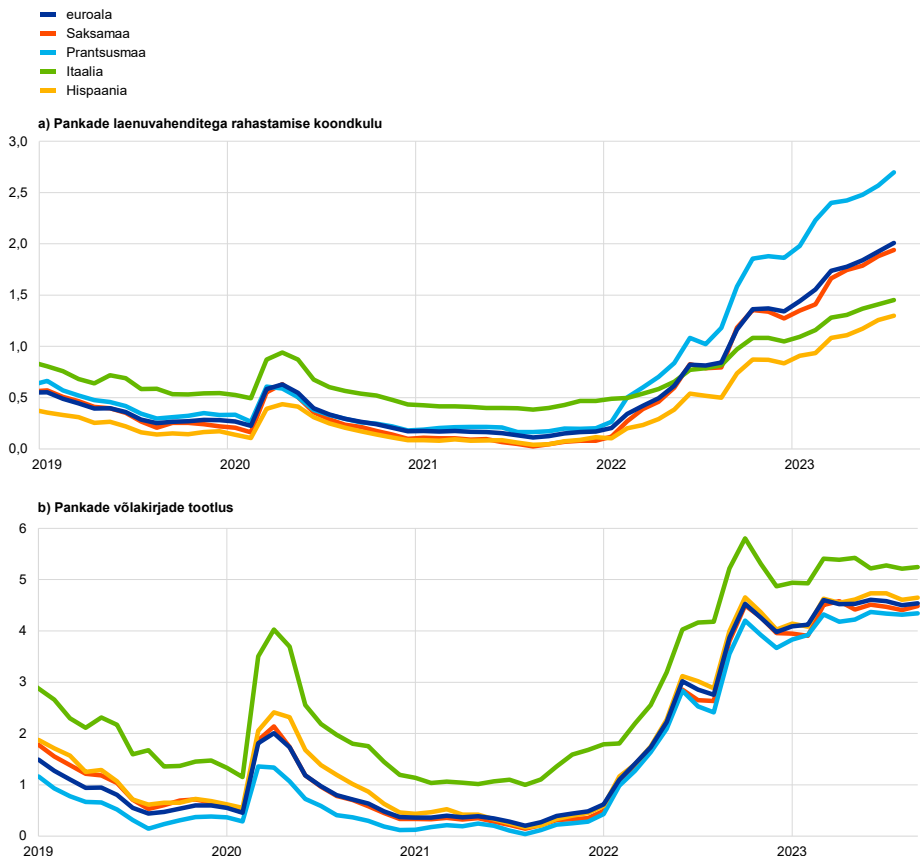 euroala
Saksamaa
Prantsusmaa
Itaalia
Hispaania
a) Pankade laenuvahenditega rahastamise koondkulu
3,0
2,5
2,0
1,5
1,0
0,5
0,0
2019 2020 2021 2022 2023
b) Pankade võlakirjade tootlus
6
5
4
3
2
1
0
2019 2020 2021 2022 2023